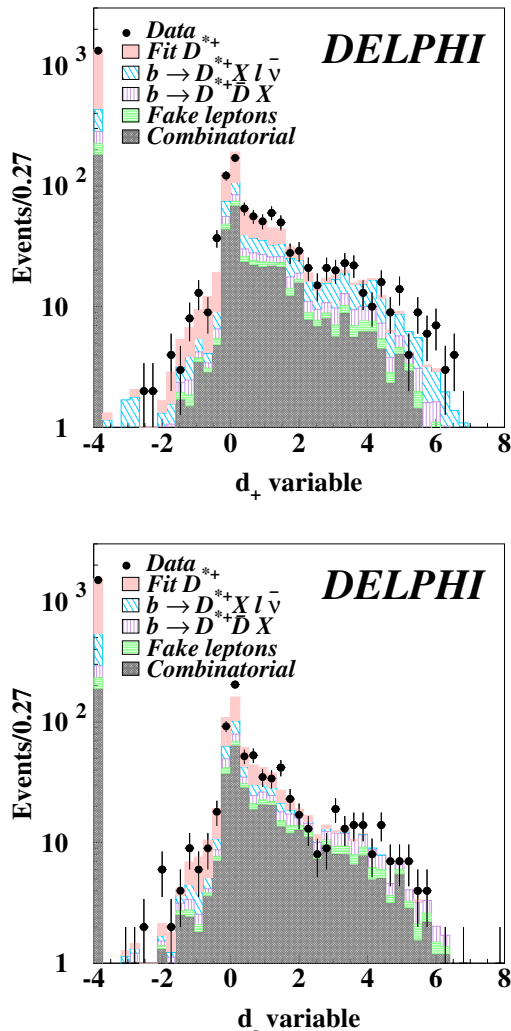 DELPHI
Data
Fit D*+
b → D*+X l ν̄
b → D*+D̄ X
Fake leptons
Combinatorial
Events/0.27
10³
10²
10
1
-4 -2 0 2 4 6 8
d₊ variable
DELPHI
Data
Fit D*+
b → D*+X l ν̄
b → D*+D̄ X
Fake leptons
Combinatorial
Events/0.27
10³
10²
10
1
-4 -2 0 2 4 6 8
variable